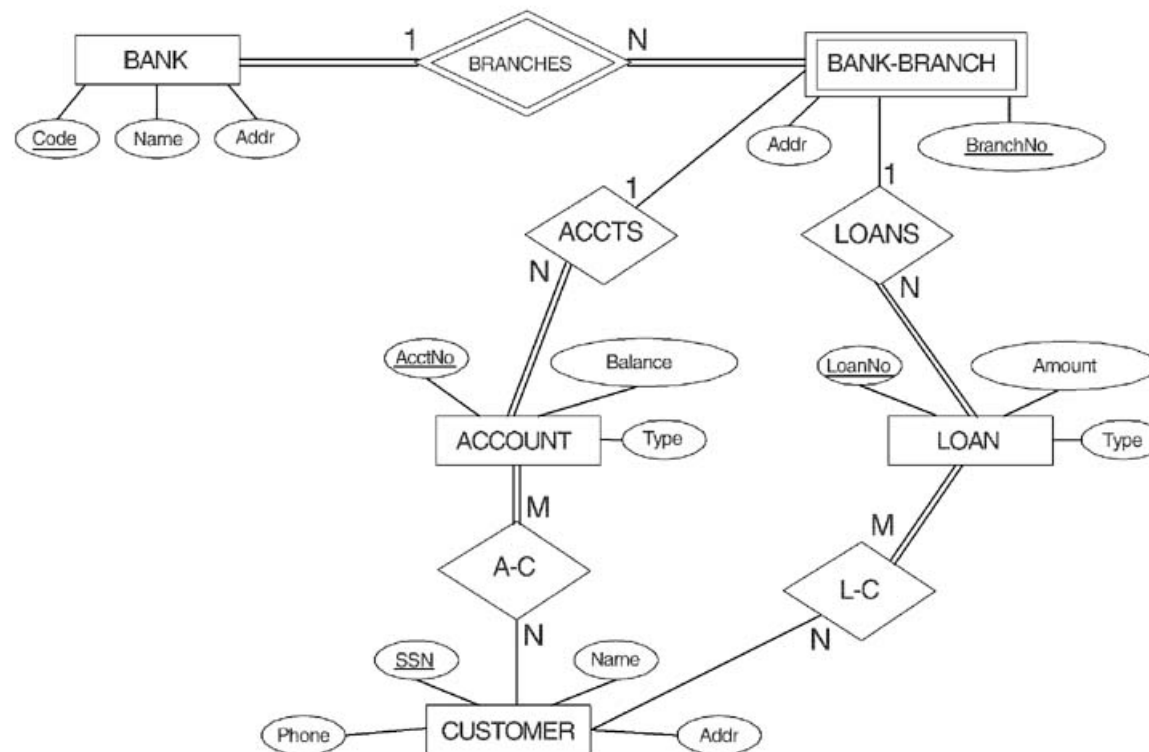 1
N
BANK
BRANCHES
BANK-BRANCH
Code
Name
Addr
Addr
BranchNo
1
1
ACCTS
LOANS
N
N
AcctNo
Balance
LoanNo
Amount
ACCOUNT
Type
LOAN
Type
M
M
A-C
L-C
N
N
SSN
Name
Phone
CUSTOMER
Addr